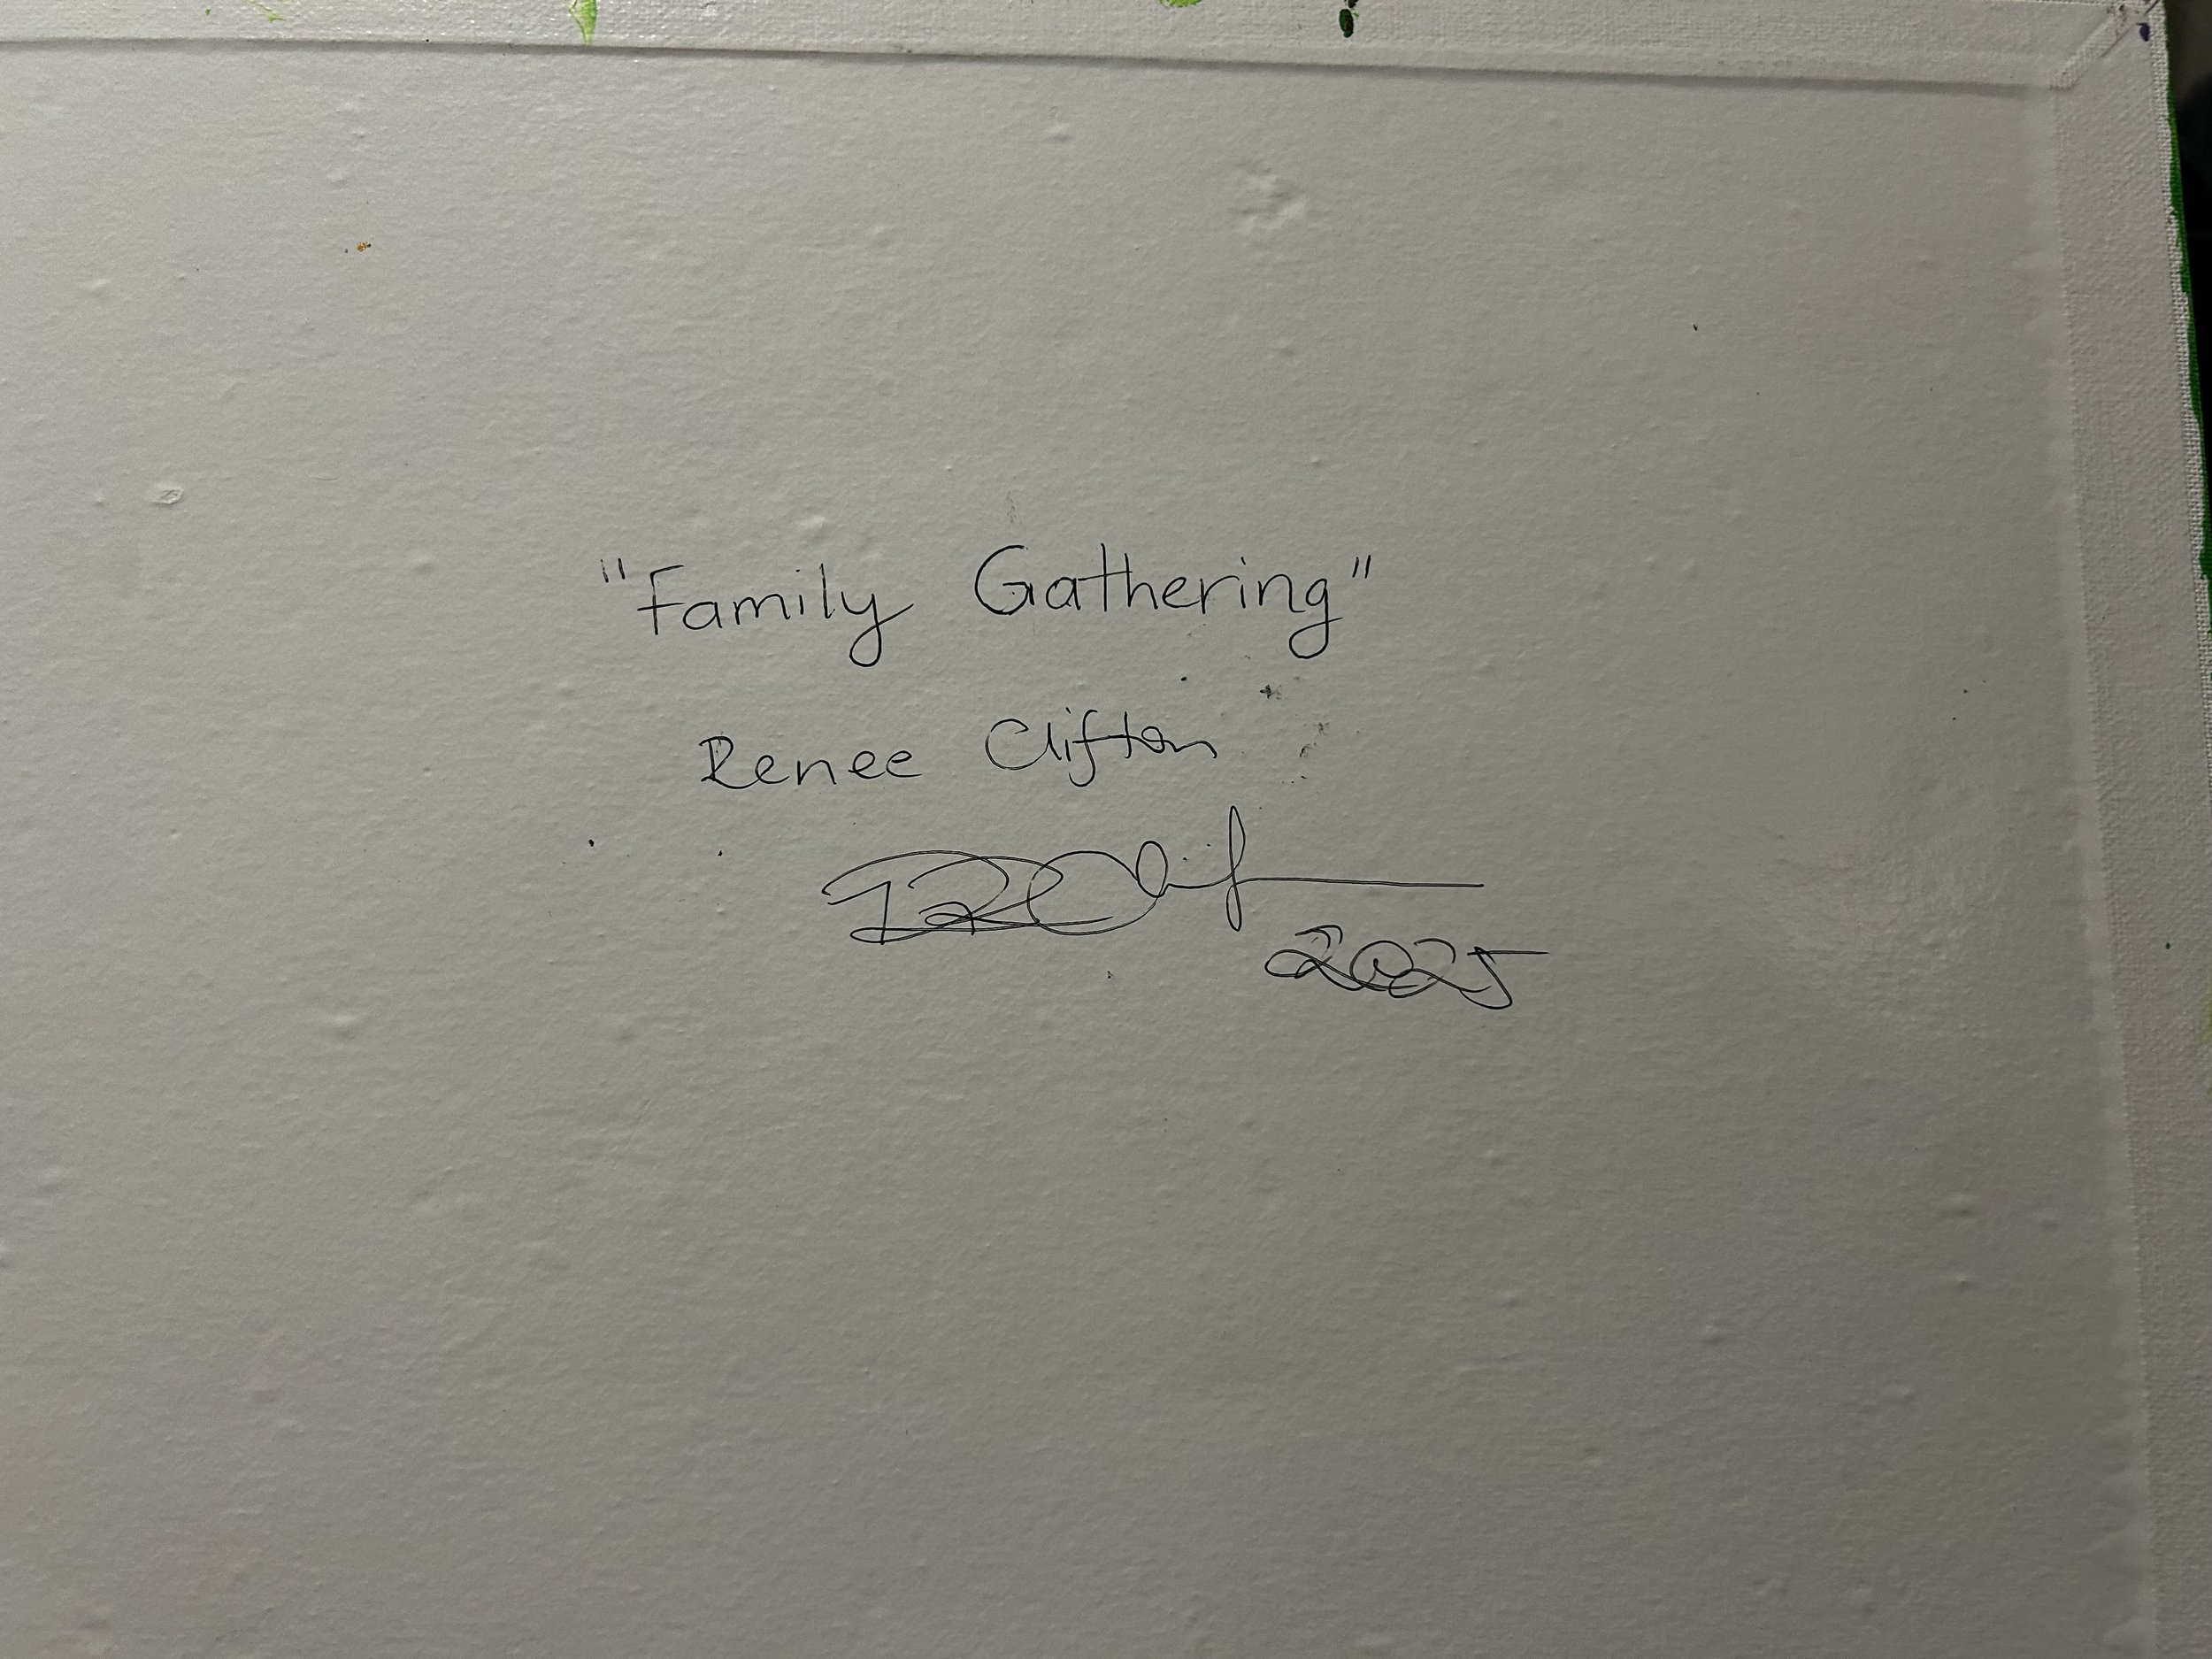 "Family Gathering"
Renee Clifton
2025